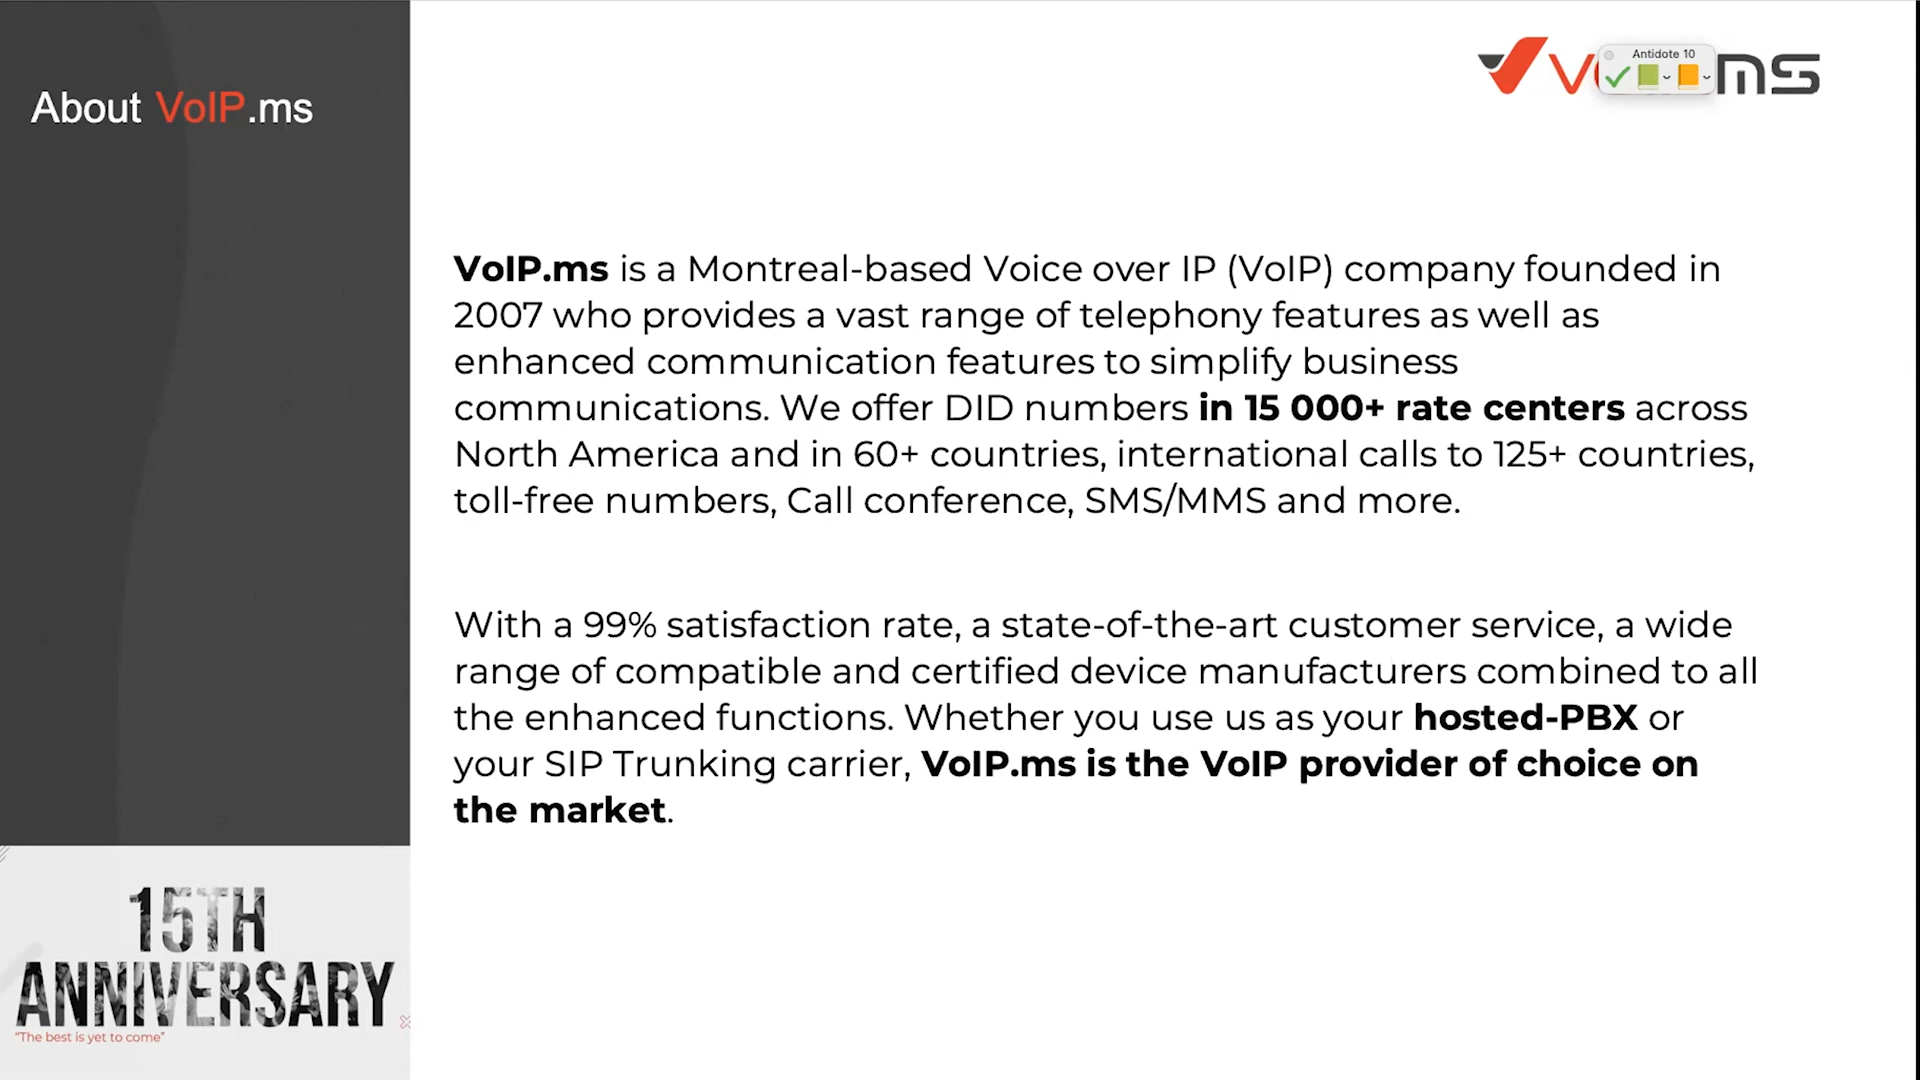 About VoIP.ms
Antidote 10
ms
VoIP.ms is a Montreal-based Voice over IP (VoIP) company founded in
2007 who provides a vast range of telephony features as well as
enhanced communication features to simplify business
communications. We offer DID numbers in 15 000+ rate centers across
North America and in 60+ countries, international calls to 125+ countries,
toll-free numbers, Call conference, SMS/MMS and more.
With a 99% satisfaction rate, a state-of-the-art customer service, a wide
range of compatible and certified device manufacturers combined to all
the enhanced functions. Whether you use us as your hosted-PBX or
your SIP Trunking carrier, VoIP.ms is the VoIP provider of choice on
the market.
15TH
ANNIVERSARY
"The best is yet to come"